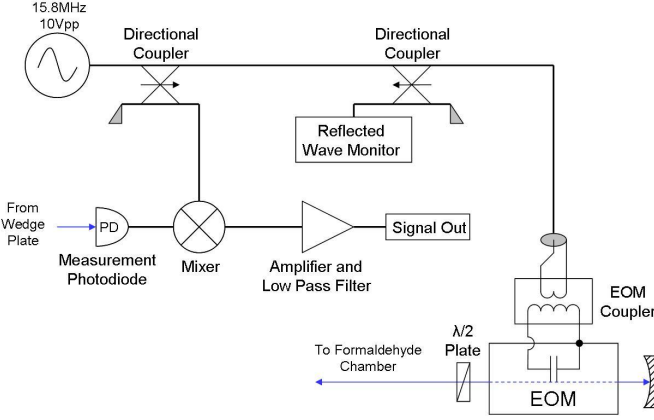 15.8MHz
10Vpp
Directional
Coupler
Directional
Coupler
Reflected
Wave Monitor
From
Wedge
Plate
PD
Measurement
Photodiode
Mixer
Amplifier and
Low Pass Filter
Signal Out
EOM
Coupler
λ/2
Plate
To Formaldehyde
Chamber
EOM